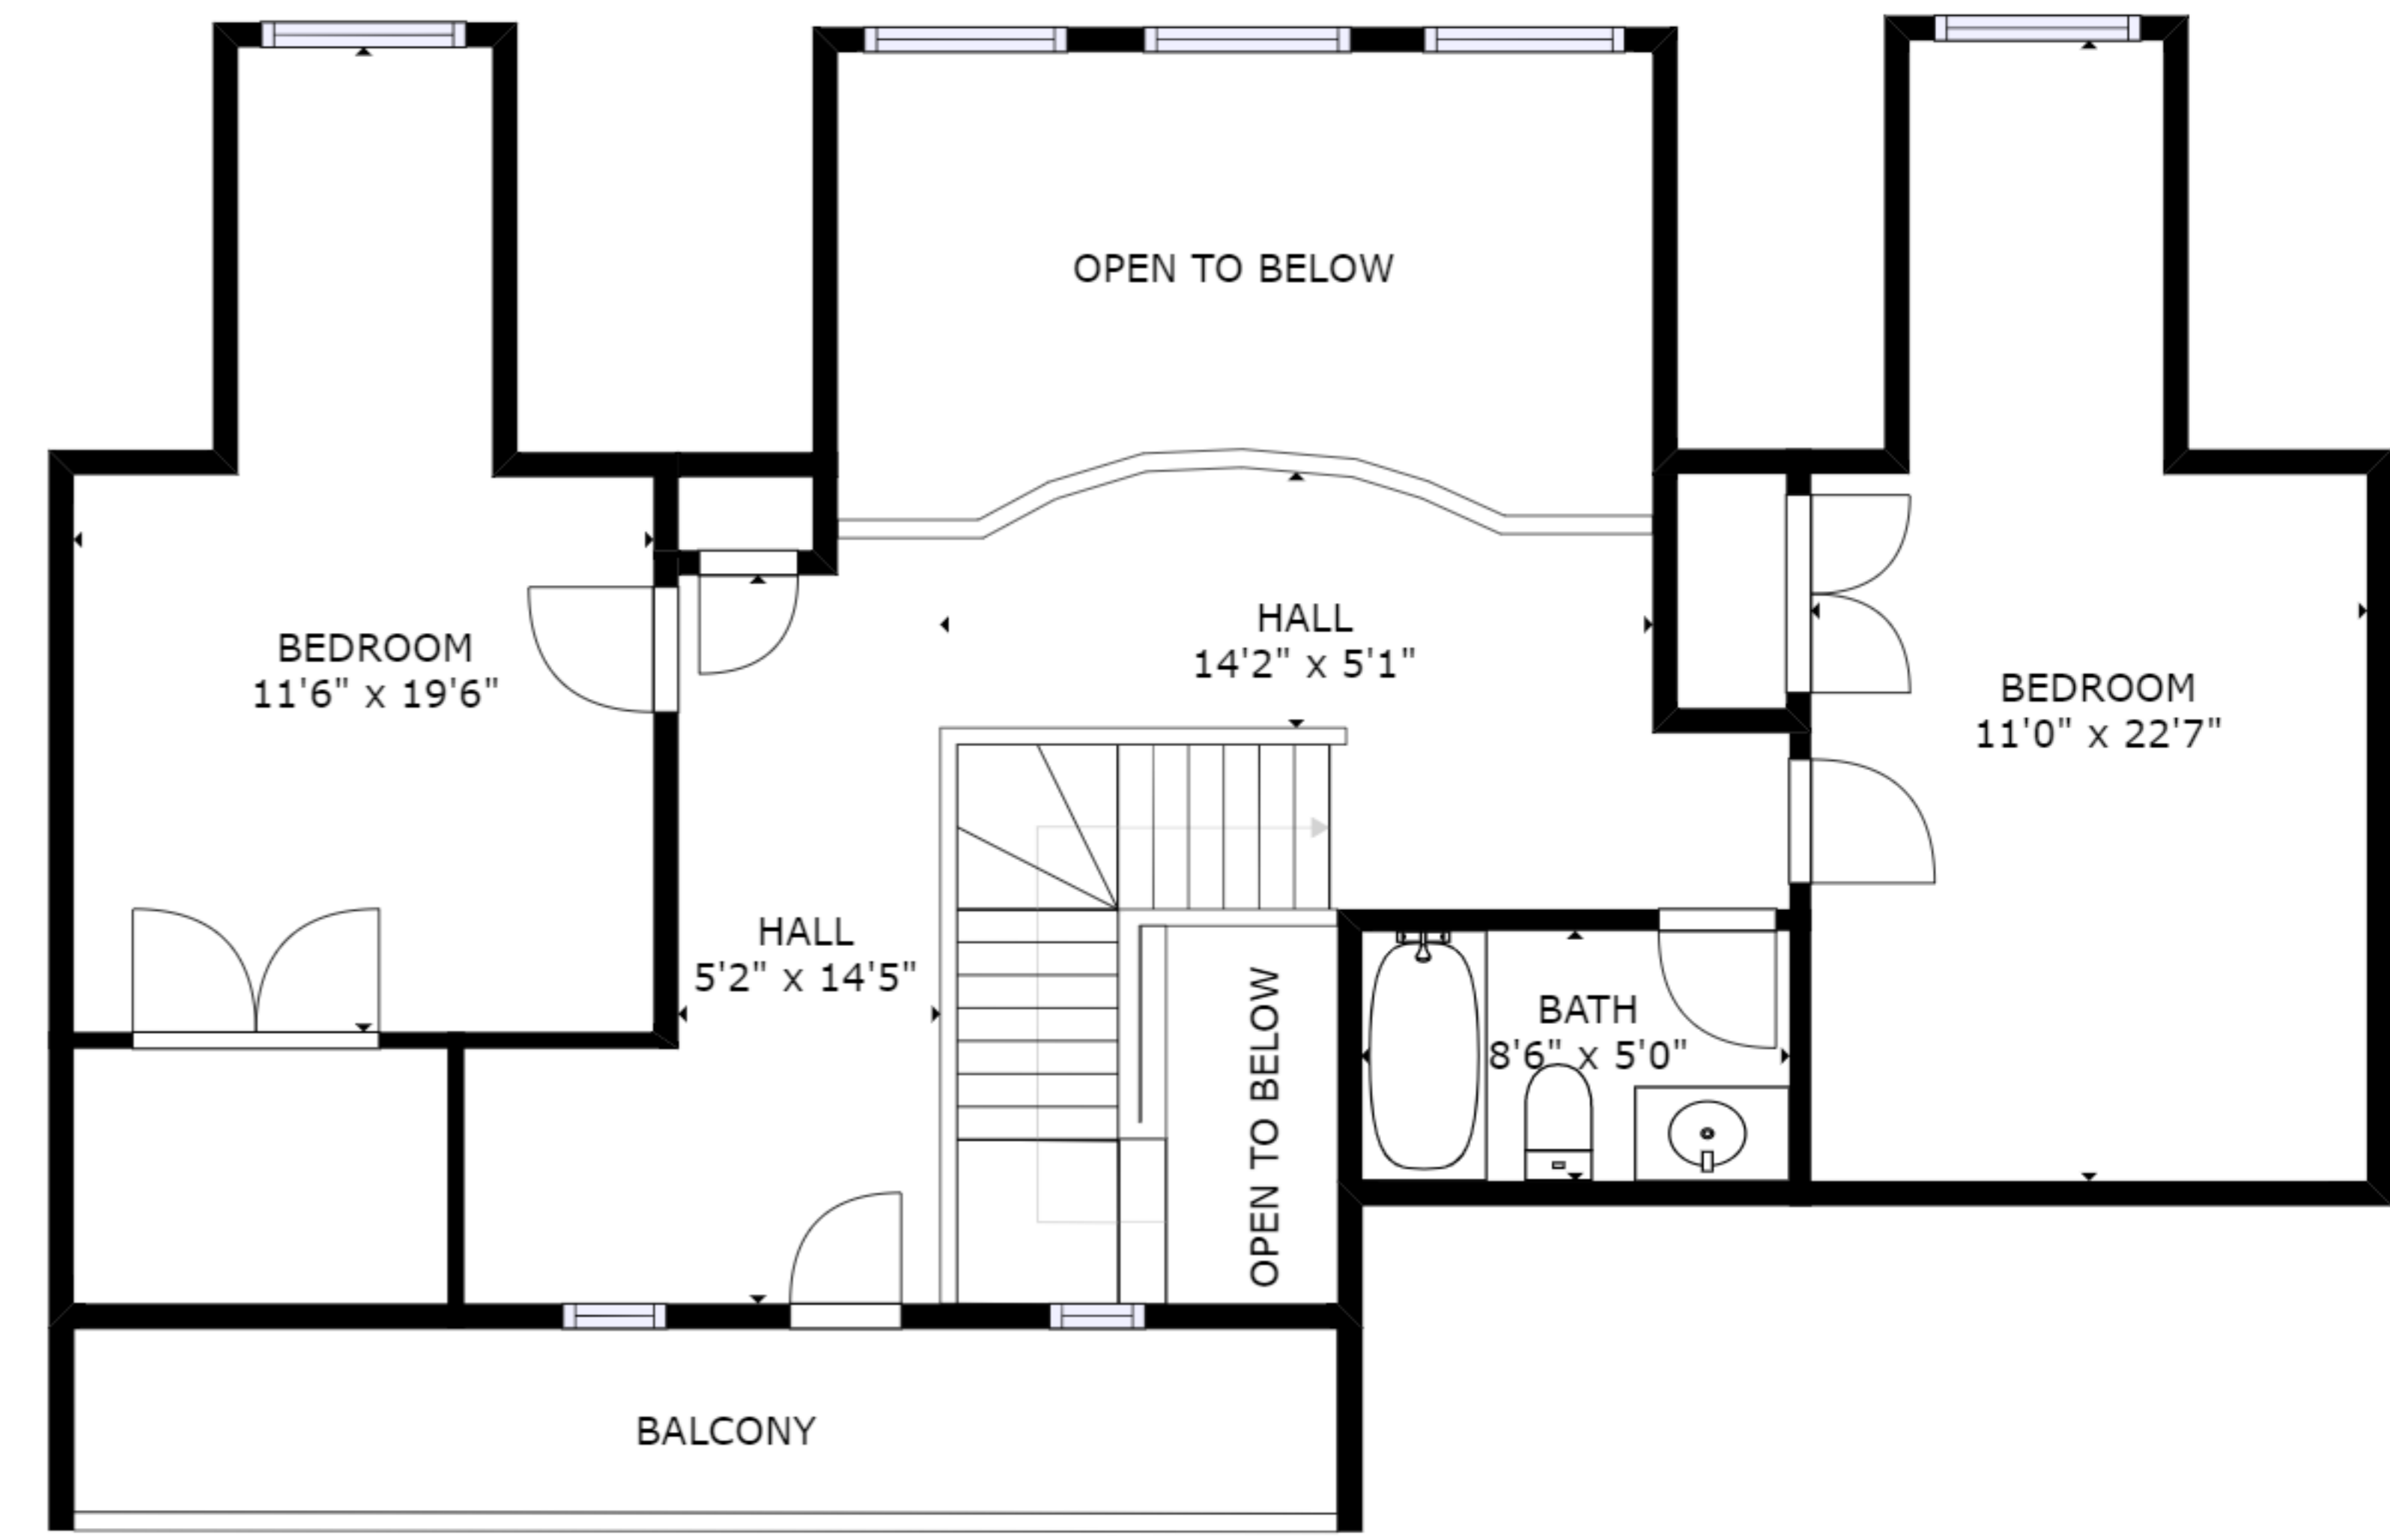 OPEN TO BELOW
HALL
14'2" x 5'1"
BEDROOM
11'6" x 19'6"
BEDROOM
11'0" x 22'7"
HALL
5'2" x 14'5"
OPEN TO BELOW
BATH
8'6" x 5'0"
BALCONY